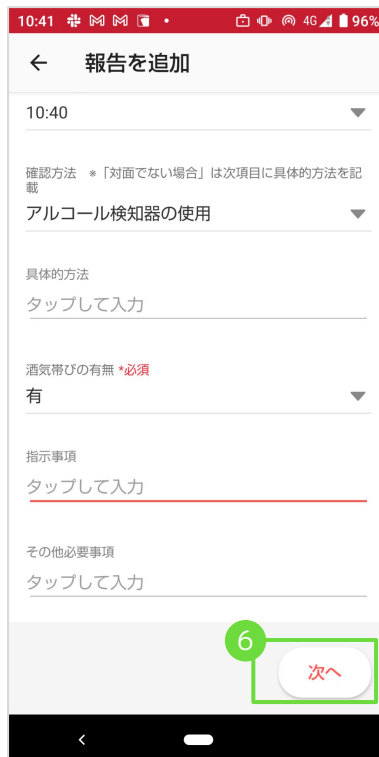 10:41 4G 96%
報告を追加
10:40
確認方法 ※「対面でない場合」は次項目に具体的方法を記
載
アルコール検知器の使用
具体的方法
タップして入力
酒気帯びの有無 *必須
有
指示事項
タップして入力
その他必要事項
タップして入力
6
次へ